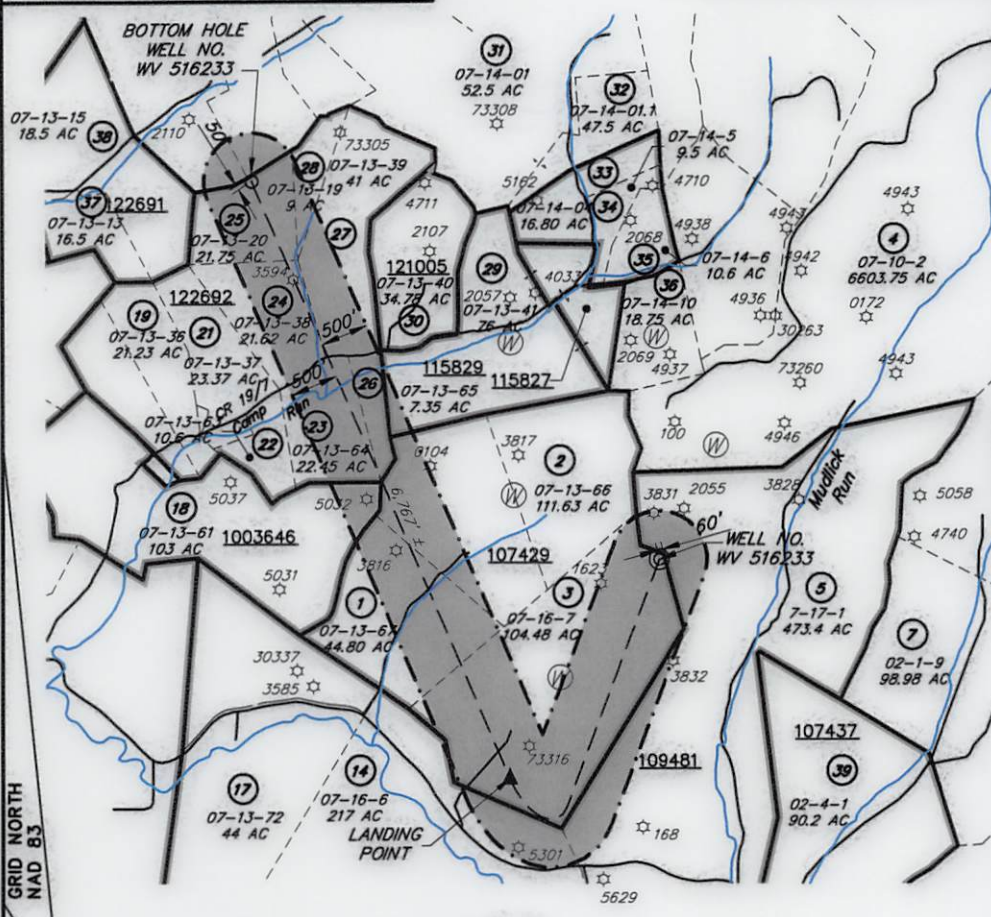 BOTTOM HOLE
WELL NO.
WV 516233
31
07-14-01
52.5 AC
73308
32
07-14-01.1
47.5 AC
07-13-15
18.5 AC
38
2110
50'
73305
28
07-13-39
41 AC
07-13-19
9 AC
07-14-5
9.5 AC
33
4710
5162
37
122691
07-13-13
16.5 AC
25
07-13-20
21.75 AC
27
4711
2107
34
07-14-04
16.80 AC
2068
4938
4943
4943
4942
4
07-10-2
6603.75 AC
3594
121005
07-13-40
34.78 AC
30
29
2057
07-13-41
76 AC
4033
35
07-14-6
10.6 AC
36
07-14-10
18.75 AC
4936
30263
0172
122692
19
07-13-36
21.23 AC
21
07-13-37
23.37 AC
24
07-13-38
21.62 AC
500'
500'
W
W
2069
4937
73260
4943
CR 19/7
Camp Run
26
115829
115827
07-13-65
7.35 AC
10.6 AC
22
23
07-13-64
22.45 AC
0104
3817
2
07-13-66
111.63 AC
W
100
W
4946
3828
Mudlick
Run
5037
5032
6,767' ±
3831
2055
60'
WELL NO.
WV 516233
5058
4740
18
07-13-61
103 AC
1003646
3816
107429
5031
1623
3
07-16-7
104.48 AC
5
7-17-1
473.4 AC
7
02-1-9
98.98 AC
1
07-13-67
44.80 AC
30337
3585
W
3832
73316
109481
107437
39
02-4-1
90.2 AC
17
07-13-72
44 AC
14
07-16-6
217 AC
LANDING
POINT
168
5301
5629
GRID NORTH
NAD 83